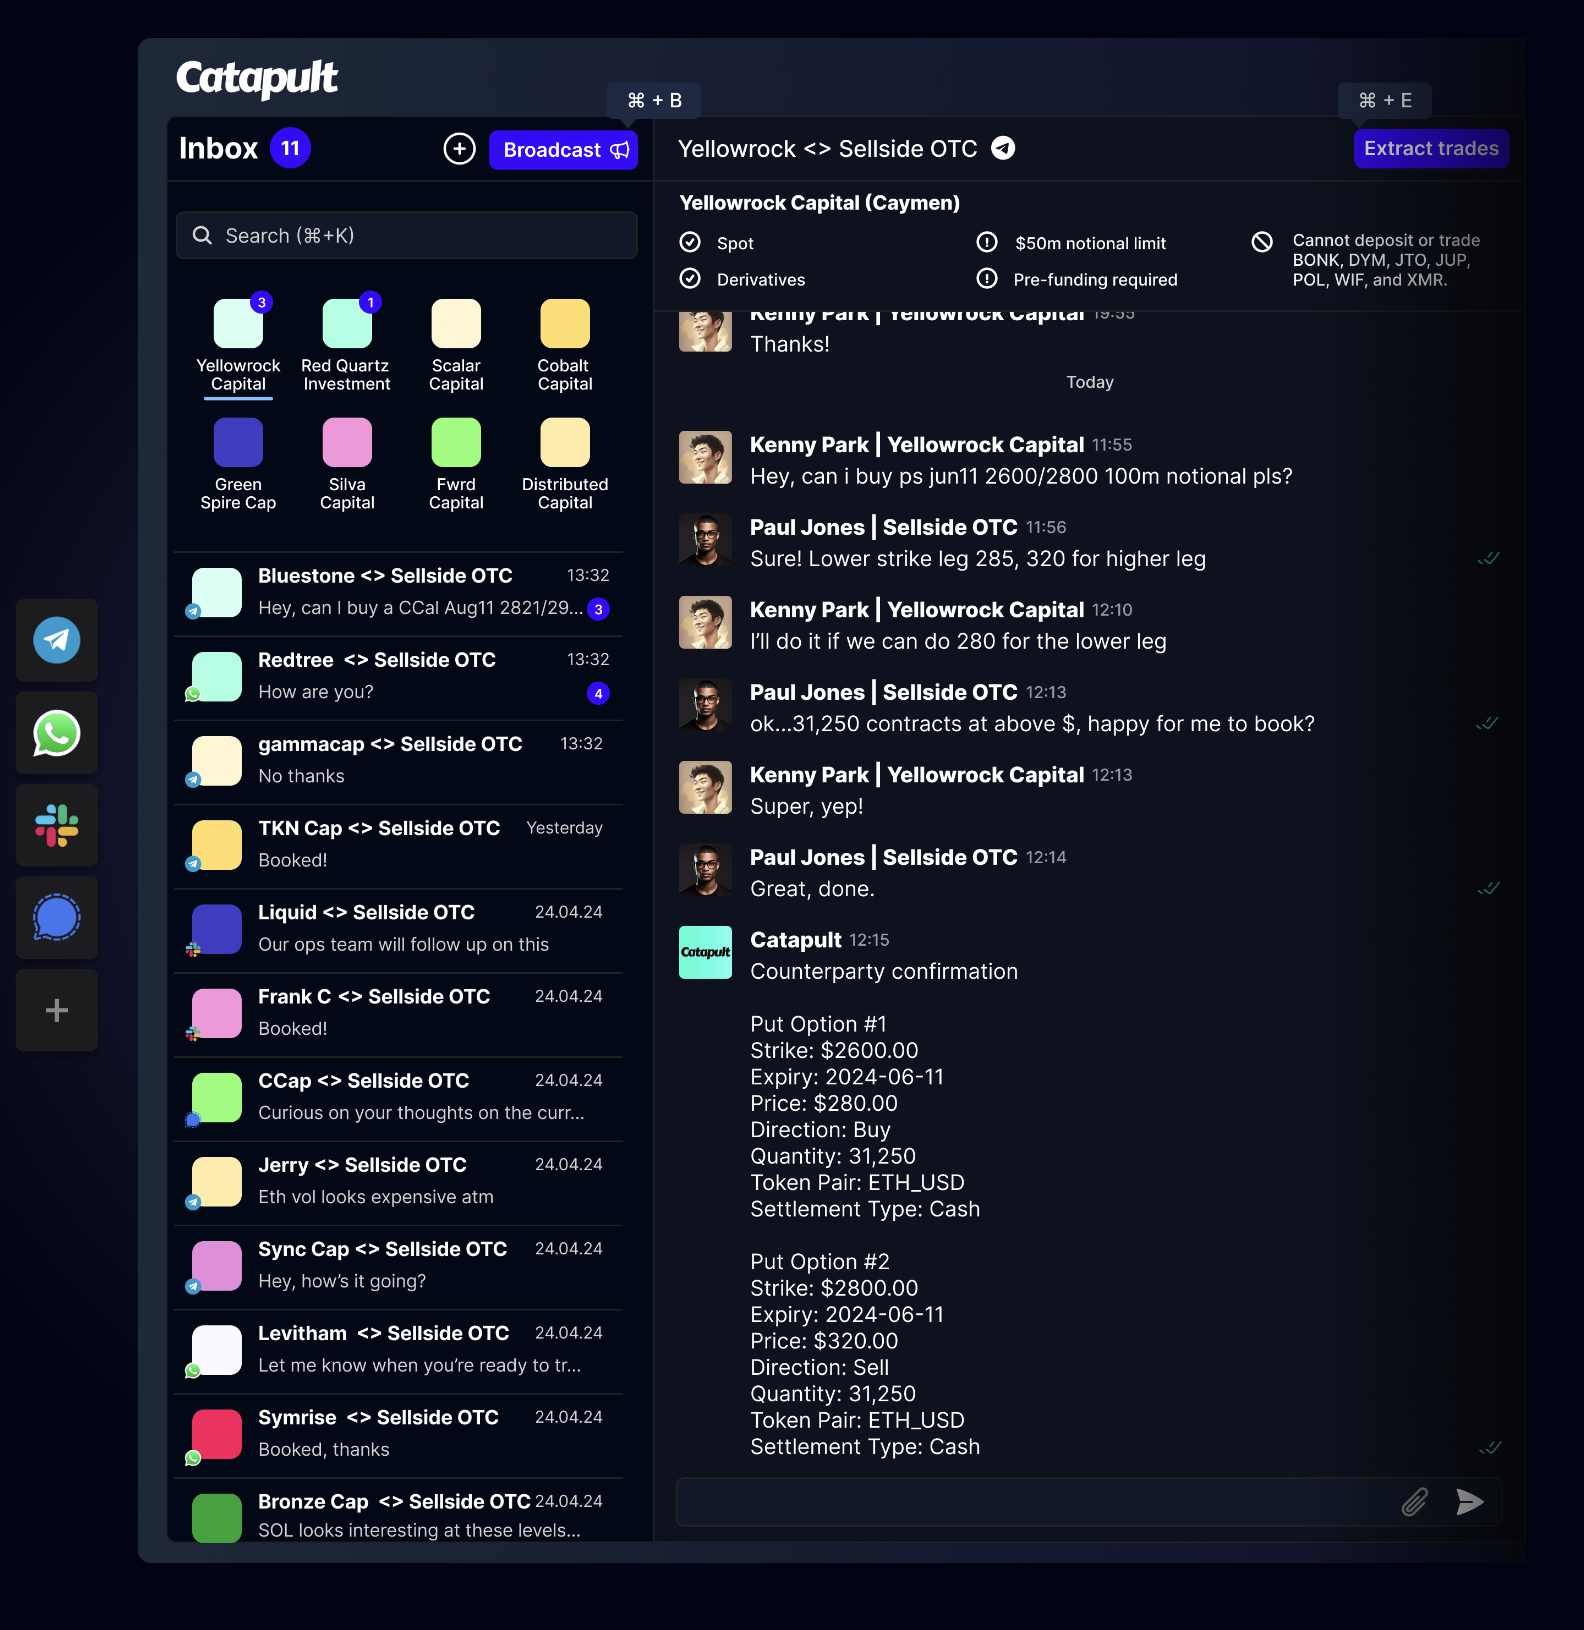 Catapult
⌘ + B
⌘ + E
Inbox 11
Broadcast
Search (⌘+K)
3
Yellowrock
Capital
1
Red Quartz
Investment
Scalar
Capital
Cobalt
Capital
Green
Spire Cap
Silva
Capital
Fwrd
Capital
Distributed
Capital
Bluestone <> Sellside OTC 13:32
Hey, can I buy a CCal Aug11 2821/29... 3
Redtree <> Sellside OTC 13:32
How are you? 4
gammacap <> Sellside OTC 13:32
No thanks
TKN Cap <> Sellside OTC Yesterday
Booked!
Liquid <> Sellside OTC 24.04.24
Our ops team will follow up on this
Frank C <> Sellside OTC 24.04.24
Booked!
CCap <> Sellside OTC 24.04.24
Curious on your thoughts on the curr...
Jerry <> Sellside OTC 24.04.24
Eth vol looks expensive atm
Sync Cap <> Sellside OTC 24.04.24
Hey, how's it going?
Levitham <> Sellside OTC 24.04.24
Let me know when you're ready to tr...
Symrise <> Sellside OTC 24.04.24
Booked, thanks
Bronze Cap <> Sellside OTC 24.04.24
SOL looks interesting at these levels...
Yellowrock <> Sellside OTC
Extract trades
Yellowrock Capital (Caymen)
Spot
Derivatives
$50m notional limit
Pre-funding required
Cannot deposit or trade
BONK, DYM, JTO, JUP,
POL, WIF, and XMR.
Kenny Park | Yellowrock Capital 19:55
Thanks!
Today
Kenny Park | Yellowrock Capital 11:55
Hey, can i buy ps jun11 2600/2800 100m notional pls?
Paul Jones | Sellside OTC 11:56
Sure! Lower strike leg 285, 320 for higher leg
Kenny Park | Yellowrock Capital 12:10
I'll do it if we can do 280 for the lower leg
Paul Jones | Sellside OTC 12:13
ok...31,250 contracts at above $, happy for me to book?
Kenny Park | Yellowrock Capital 12:13
Super, yep!
Paul Jones | Sellside OTC 12:14
Great, done.
Catapult
Catapult 12:15
Counterparty confirmation
Put Option #1
Strike: $2600.00
Expiry: 2024-06-11
Price: $280.00
Direction: Buy
Quantity: 31,250
Token Pair: ETH_USD
Settlement Type: Cash
Put Option #2
Strike: $2800.00
Expiry: 2024-06-11
Price: $320.00
Direction: Sell
Quantity: 31,250
Token Pair: ETH_USD
Settlement Type: Cash